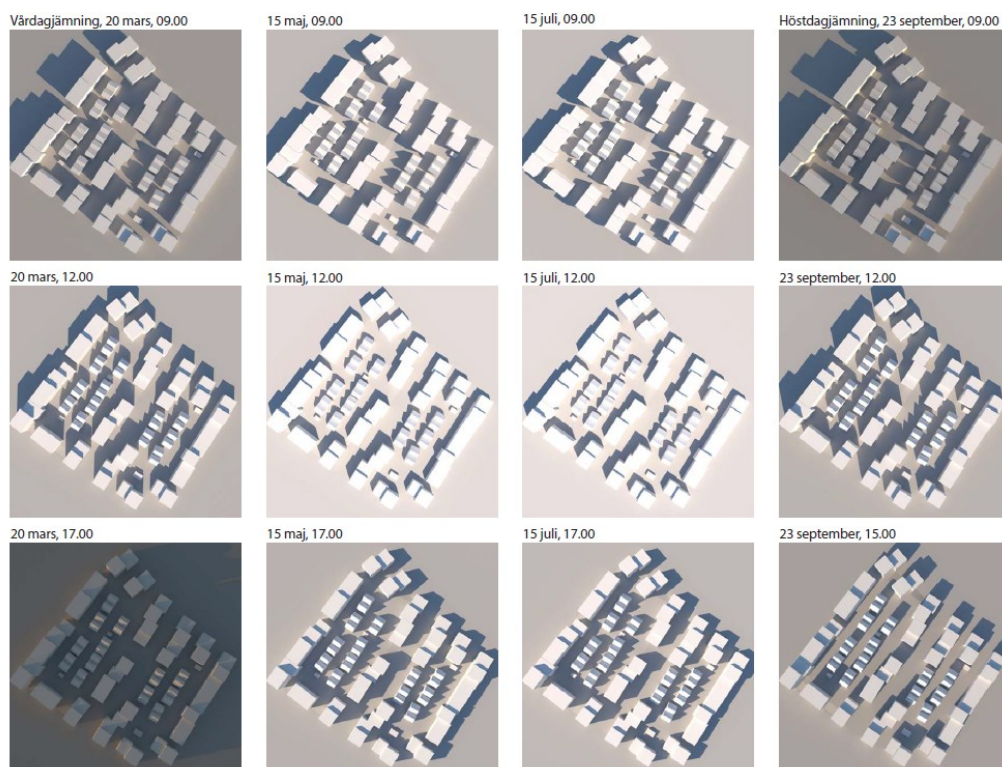 Vårdagjämning, 20 mars, 09.00
15 maj, 09.00
15 juli, 09.00
Höstdagjämning, 23 september, 09.00
20 mars, 12.00
15 maj, 12.00
15 juli, 12.00
23 september, 12.00
20 mars, 17.00
15 maj, 17.00
15 juli, 17.00
23 september, 15.00